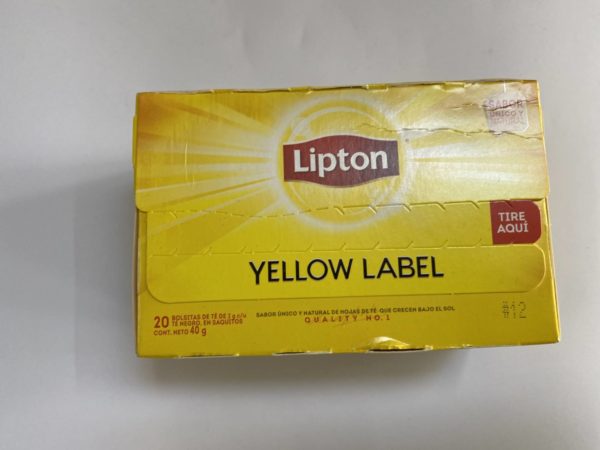 SABOR
ÚNICO Y
NATURAL
Lipton
TIRE
AQUÍ
YELLOW LABEL
20 BOLSITAS DE TÉ DE 2 g c/u
TÉ NEGRO, EN SAQUITOS
CONT. NETO 40 g
SABOR ÚNICO Y NATURAL DE HOJAS DE TÉ QUE CRECEN BAJO EL SOL
QUALITY NO.1
#12